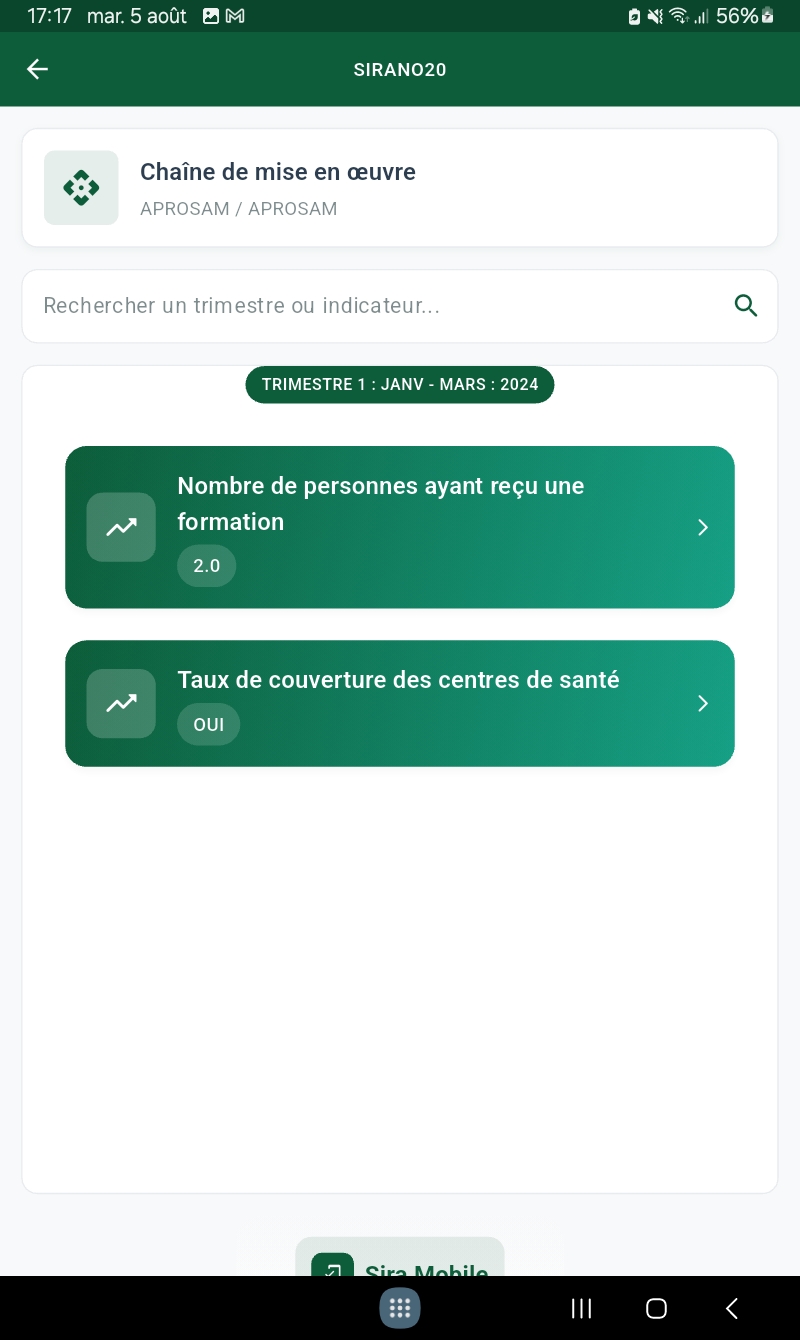 17:17 mar. 5 août 56%
SIRANO20
Chaîne de mise en œuvre
APROSAM / APROSAM
Rechercher un trimestre ou indicateur...
TRIMESTRE 1 : JANV - MARS : 2024
Nombre de personnes ayant reçu une
formation
2.0
Taux de couverture des centres de santé
OUI
Sira Mobile